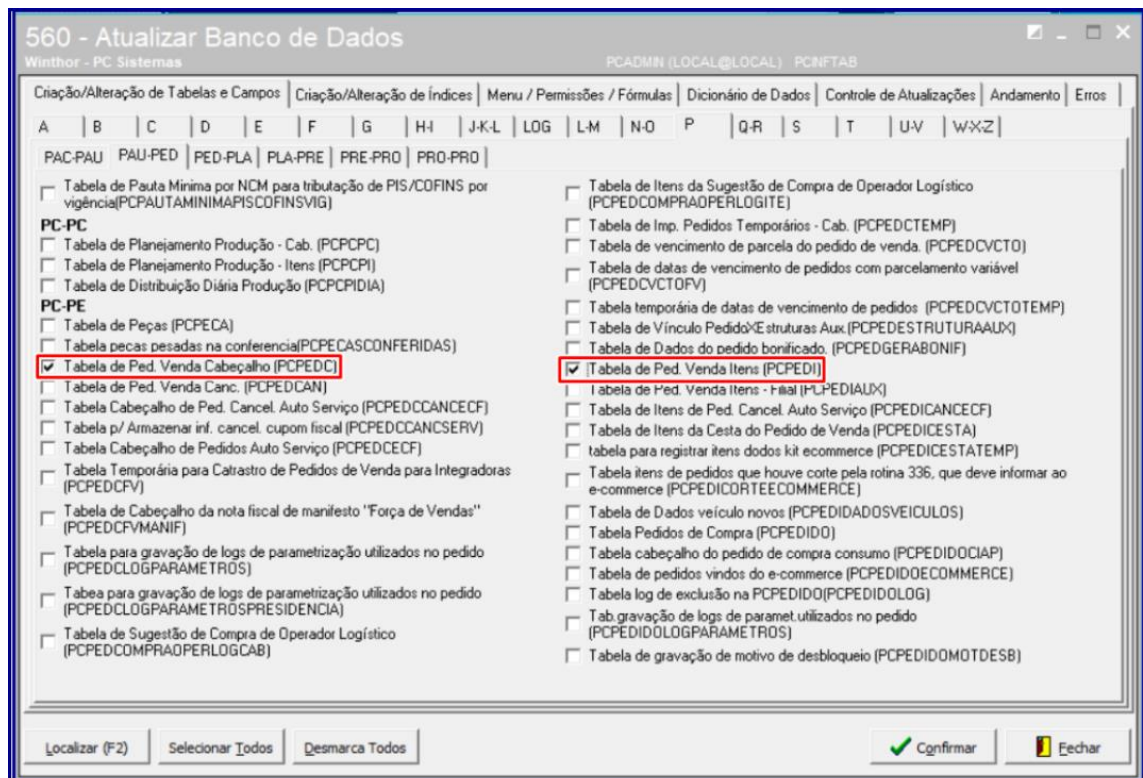 560 - Atualizar Banco de Dados
Winthor - PC Sistemas PCADMIN (LOCAL@LOCAL) PCINFTAB
Criação/Alteração de Tabelas e Campos Criação/Alteração de Índices Menu / Permissões / Fórmulas Dicionário de Dados Controle de Atualizações Andamento Erros
A B C D E F G H-I J-K-L LOG L-M N-O P Q-R S T U-V W-X-Z
PAC-PAU PAU-PED PED-PLA PLA-PRE PRE-PRO PRO-PRO
Tabela de Pauta Minima por NCM para tributação de PIS/COFINS por
vigência(PCPAUTAMINIMAPISCOFINSVIG)
PC-PC
Tabela de Planejamento Produção - Cab. (PCPCPC)
Tabela de Planejamento Produção - Itens (PCPCPI)
Tabela de Distribuição Diária Produção (PCPCPIDIA)
PC-PE
Tabela de Peças (PCPECA)
Tabela pecas pesadas na conferencia(PCPECASCONFERIDAS)
Tabela de Ped. Venda Cabeçalho (PCPEDC)
Tabela de Ped. Venda Canc. (PCPEDCAN)
Tabela Cabeçalho de Ped. Cancel. Auto Serviço (PCPEDCCANCECF)
Tabela p/ Armazenar inf. cancel. cupom fiscal (PCPEDCCANCSERV)
Tabela Cabeçalho de Pedidos Auto Serviço (PCPEDCECF)
Tabela Temporária para Catrastro de Pedidos de Venda para Integradoras
(PCPEDCFV)
Tabela de Cabeçalho da nota fiscal de manifesto "Força de Vendas"
(PCPEDCFVMANIF)
Tabela para gravação de logs de parametrização utilizados no pedido
(PCPEDCLOGPARAMETROS)
Tabea para gravação de logs de parametrização utilizados no pedido
(PCPEDCLOGPARAMETROSPRESIDENCIA)
Tabela de Sugestão de Compra de Operador Logístico
(PCPEDCOMPRAOPERLOGCAB)
Tabela de Itens da Sugestão de Compra de Operador Logístico
(PCPEDCOMPRAOPERLOGITE)
Tabela de Imp. Pedidos Temporários - Cab. (PCPEDCTEMP)
Tabela de vencimento de parcela do pedido de venda. (PCPEDCVCTO)
Tabela de datas de vencimento de pedidos com parcelamento variável
(PCPEDCVCTOFV)
Tabela temporária de datas de vencimento de pedidos (PCPEDCVCTOTEMP)
Tabela de Vínculo PedidoXEstruturas Aux.(PCPEDESTRUTURAAUX)
Tabela de Dados do pedido bonificado. (PCPEDGERABONIF)
Tabela de Ped. Venda Itens (PCPEDI)
Tabela de Ped. Venda Itens - Filial (PCPEDIAUX)
Tabela de Itens de Ped. Cancel. Auto Serviço (PCPEDICANCECF)
Tabela de Itens da Cesta do Pedido de Venda (PCPEDICESTA)
tabela para registrar itens dodos kit ecommerce (PCPEDICESTATEMP)
Tabela itens de pedidos que houve corte pela rotina 336, que deve informar ao
e-commerce (PCPEDICORTEECOMMERCE)
Tabela de Dados veículo novos (PCPEDIDADOSVEICULOS)
Tabela Pedidos de Compra (PCPEDIDO)
Tabela cabeçalho do pedido de compra consumo (PCPEDIDOCIAP)
Tabela de pedidos vindos do e-commerce (PCPEDIDOECOMMERCE)
Tabela log de exclusão na PCPEDIDO(PCPEDIDOLOG)
Tab.gravação de logs de paramet.utilizados no pedido
(PCPEDIDOLOGPARAMETROS)
Tabela de gravação de motivo de desbloqueio (PCPEDIDOMOTDESB)
Localizar (F2) Selecionar Todos Desmarca Todos Confirmar Fechar